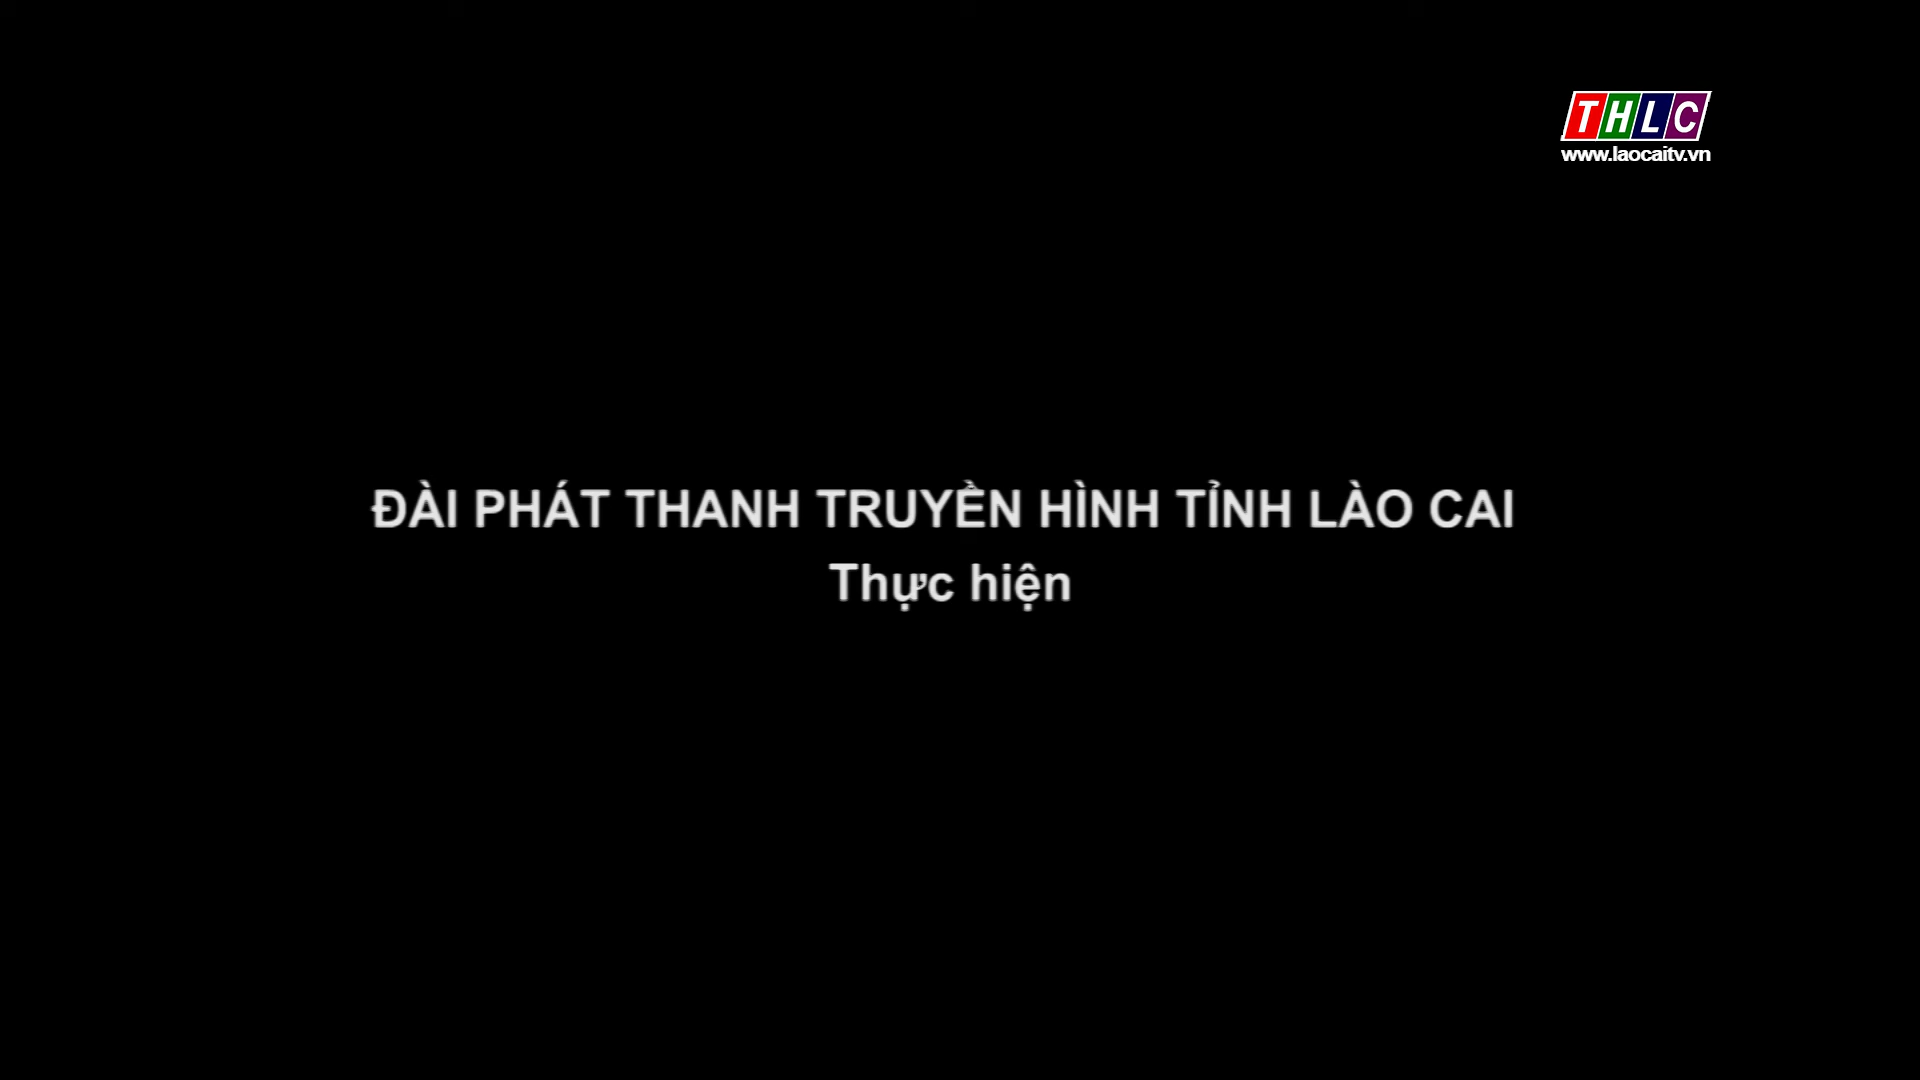 THLC
www.laocaitv.vn
ĐÀI PHÁT THANH TRUYỀN HÌNH TỈNH LÀO CAI
Thực hiện